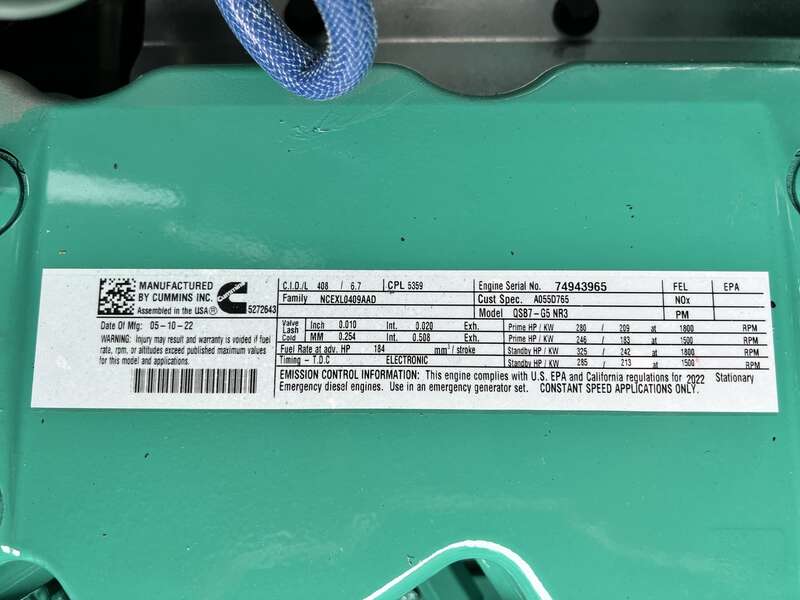 MANUFACTURED
BY CUMMINS INC.
Assembled in the USA®
Cummins
5272643
Date Of Mfg: 05-10-22
WARNING: Injury may result and warranty is voided if fuel
rate, rpm, or altitudes exceed published maximum values
for this model and applications.
C.I.D./L 408 / 6.7 CPL 5359 Engine Serial No. 74943965 FEL EPA
Family NCEXL0409AAD Cust Spec. A055D765 NOx
Model QSB7-G5 NR3 PM
Valve Lash Cold
Inch 0.010 Int. 0.020 Exh. Prime HP / KW 280 / 209 at 1800 RPM
MM 0.254 Int. 0.508 Exh. Prime HP / KW 246 / 183 at 1500 RPM
Fuel Rate at adv. HP 184 mm³/ stroke Standby HP / KW 325 / 242 at 1800 RPM
Timing - T.D.C ELECTRONIC Standby HP / KW 285 / 213 at 1500 RPM
EMISSION CONTROL INFORMATION: This engine complies with U.S. EPA and California regulations for 2022 Stationary
Emergency diesel engines. Use in an emergency generator set. CONSTANT SPEED APPLICATIONS ONLY.